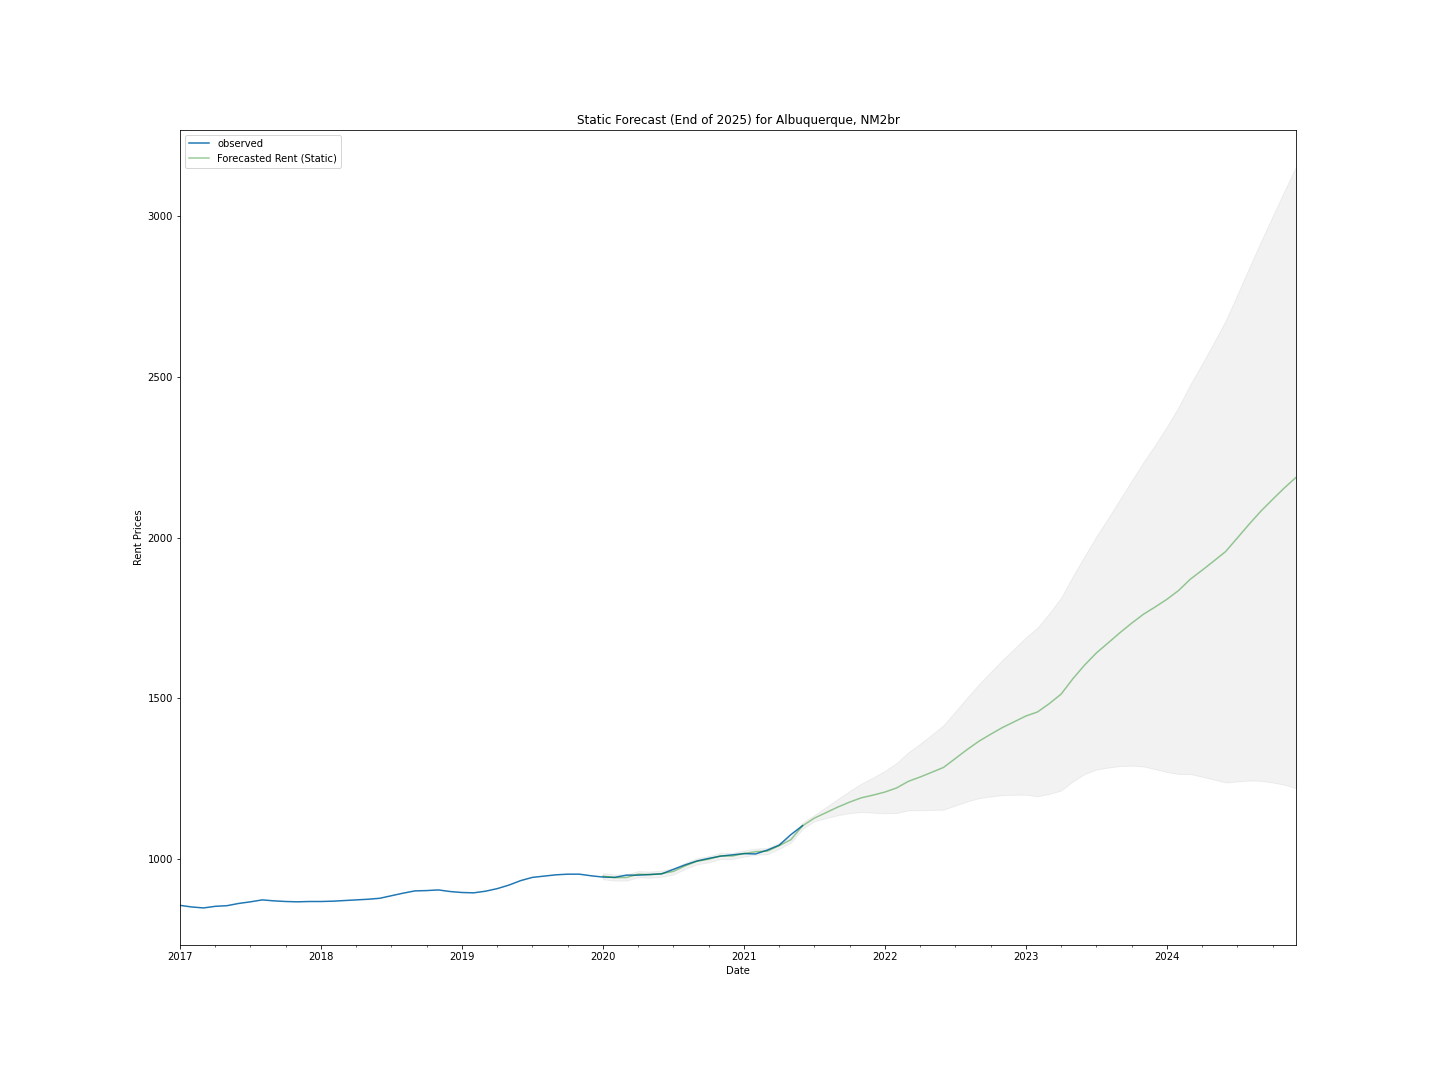 Static Forecast (End of 2025) for Albuquerque, NM2br
observed
Forecasted Rent (Static)
3000
2500
2000
1500
1000
Rent Prices
2017 2018 2019 2020 2021 2022 2023 2024
Date